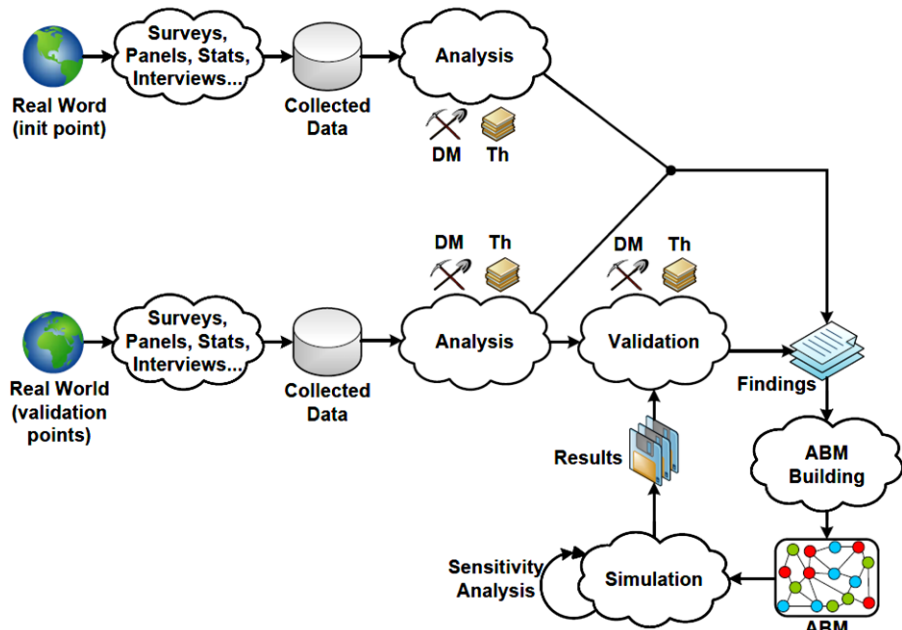 Surveys,
Panels, Stats,
Interviews...
Analysis
Real Word
(init point)
Collected
Data
DM
Th
DM
Th
DM
Th
Surveys,
Panels, Stats,
Interviews...
Analysis
Validation
Real World
(validation
points)
Collected
Data
Findings
Results
ABM
Building
Sensitivity
Analysis
Simulation
ABM